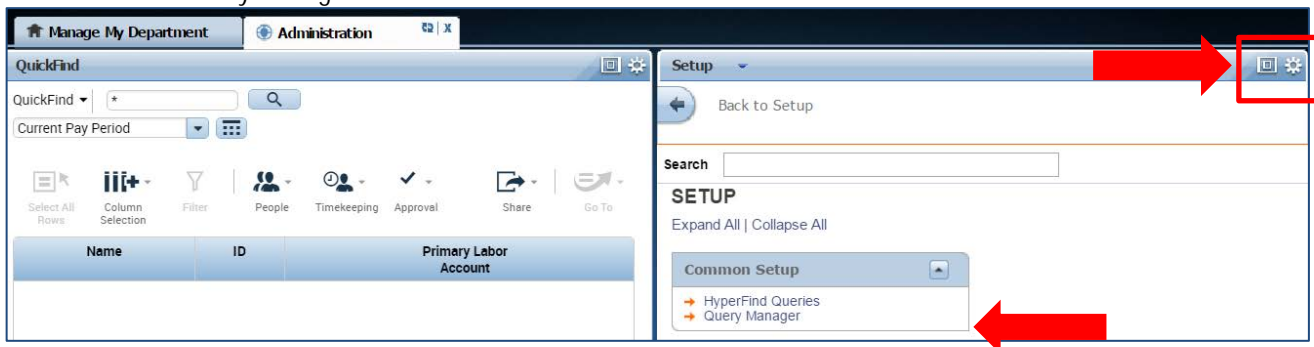 Manage My Department Administration X
QuickFind
QuickFind *
Current Pay Period
Select All Rows Column Selection Filter People Timekeeping Approval Share Go To
Name ID Primary Labor Account
Setup
Back to Setup
Search
SETUP
Expand All | Collapse All
Common Setup
HyperFind Queries
Query Manager